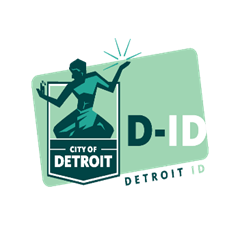 CITY OF
DETROIT
D-ID
DETROIT ID